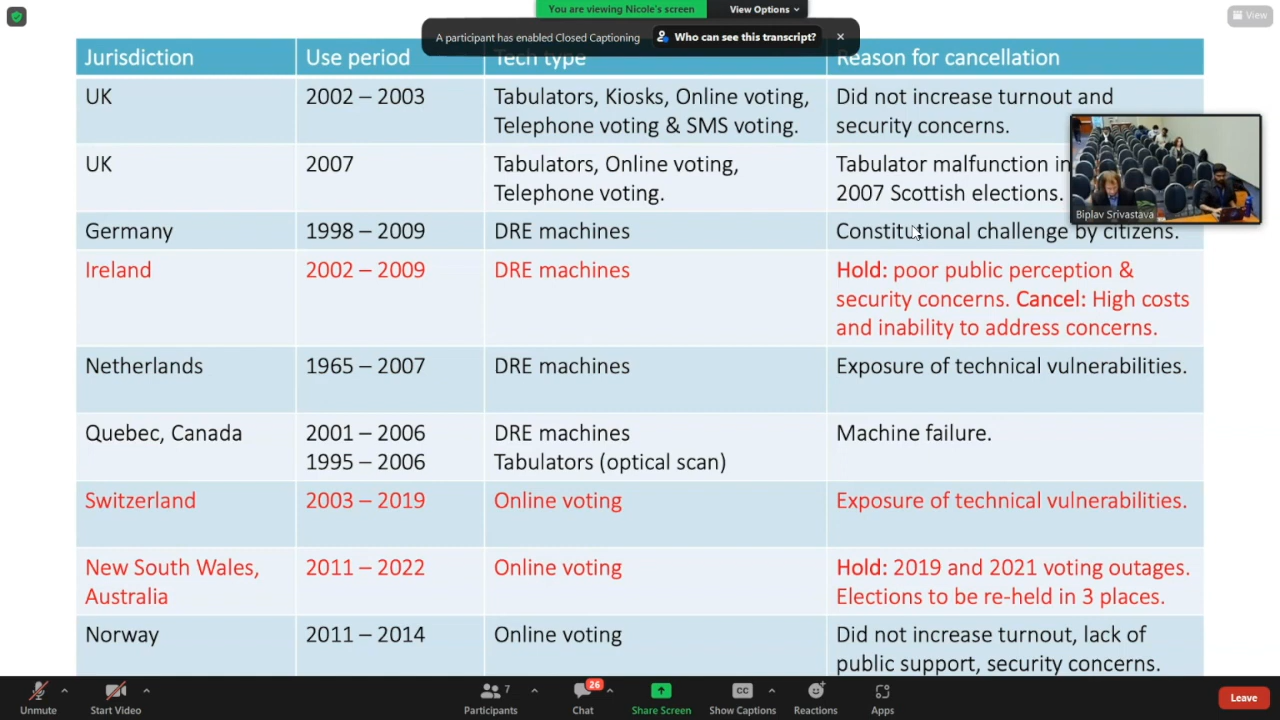 You are viewing Nicole's screen
View Options
View
A participant has enabled Closed Captioning
Who can see this transcript?
Jurisdiction
Use period
Tech type
Reason for cancellation
UK
2002 – 2003
Tabulators, Kiosks, Online voting,
Telephone voting & SMS voting.
Did not increase turnout and
security concerns.
UK
2007
Tabulators, Online voting,
Telephone voting.
Tabulator malfunction in
2007 Scottish elections.
Biplav Srivastava
Germany
1998 – 2009
DRE machines
Constitutional challenge by citizens.
Ireland
2002 – 2009
DRE machines
Hold: poor public perception &
security concerns. Cancel: High costs
and inability to address concerns.
Netherlands
1965 – 2007
DRE machines
Exposure of technical vulnerabilities.
Quebec, Canada
2001 – 2006
1995 – 2006
DRE machines
Tabulators (optical scan)
Machine failure.
Switzerland
2003 – 2019
Online voting
Exposure of technical vulnerabilities.
New South Wales,
Australia
2011 – 2022
Online voting
Hold: 2019 and 2021 voting outages.
Elections to be re-held in 3 places.
Norway
2011 – 2014
Online voting
Did not increase turnout, lack of
public support, security concerns.
Unmute
Start Video
7
Participants
26
Chat
Share Screen
CC
Show Captions
Reactions
Apps
Leave